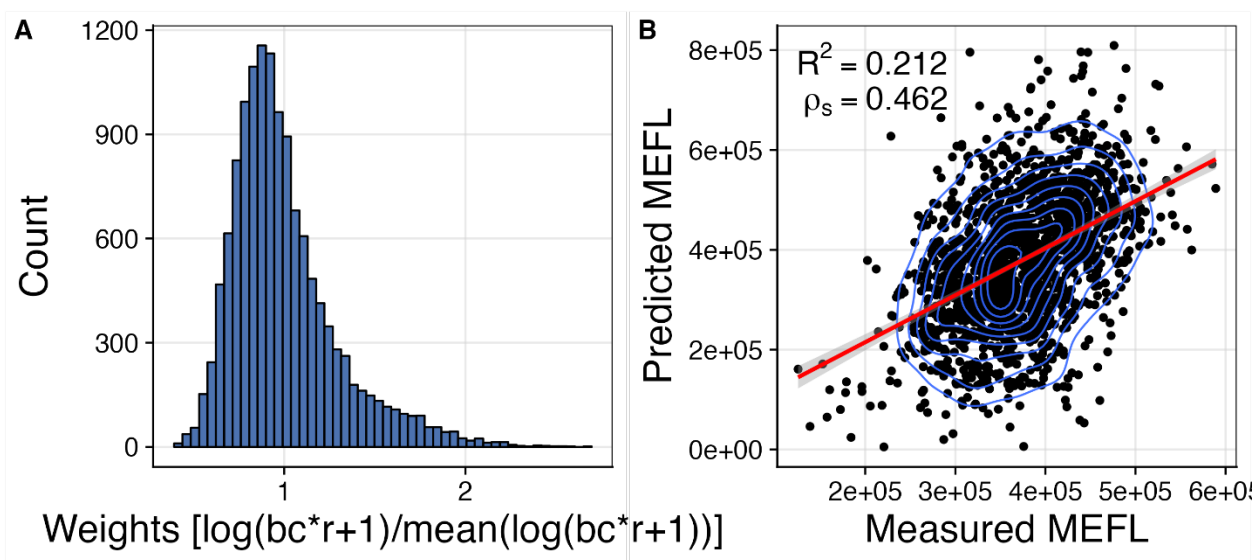 A
1200
900
600
300
0
Count
1
2
Weights [log(bc*r+1)/mean(log(bc*r+1))]
B
R² = 0.212
ρₛ = 0.462
8e+05
6e+05
4e+05
2e+05
0e+00
Predicted MEFL
2e+05 3e+05 4e+05 5e+05 6e+05
Measured MEFL